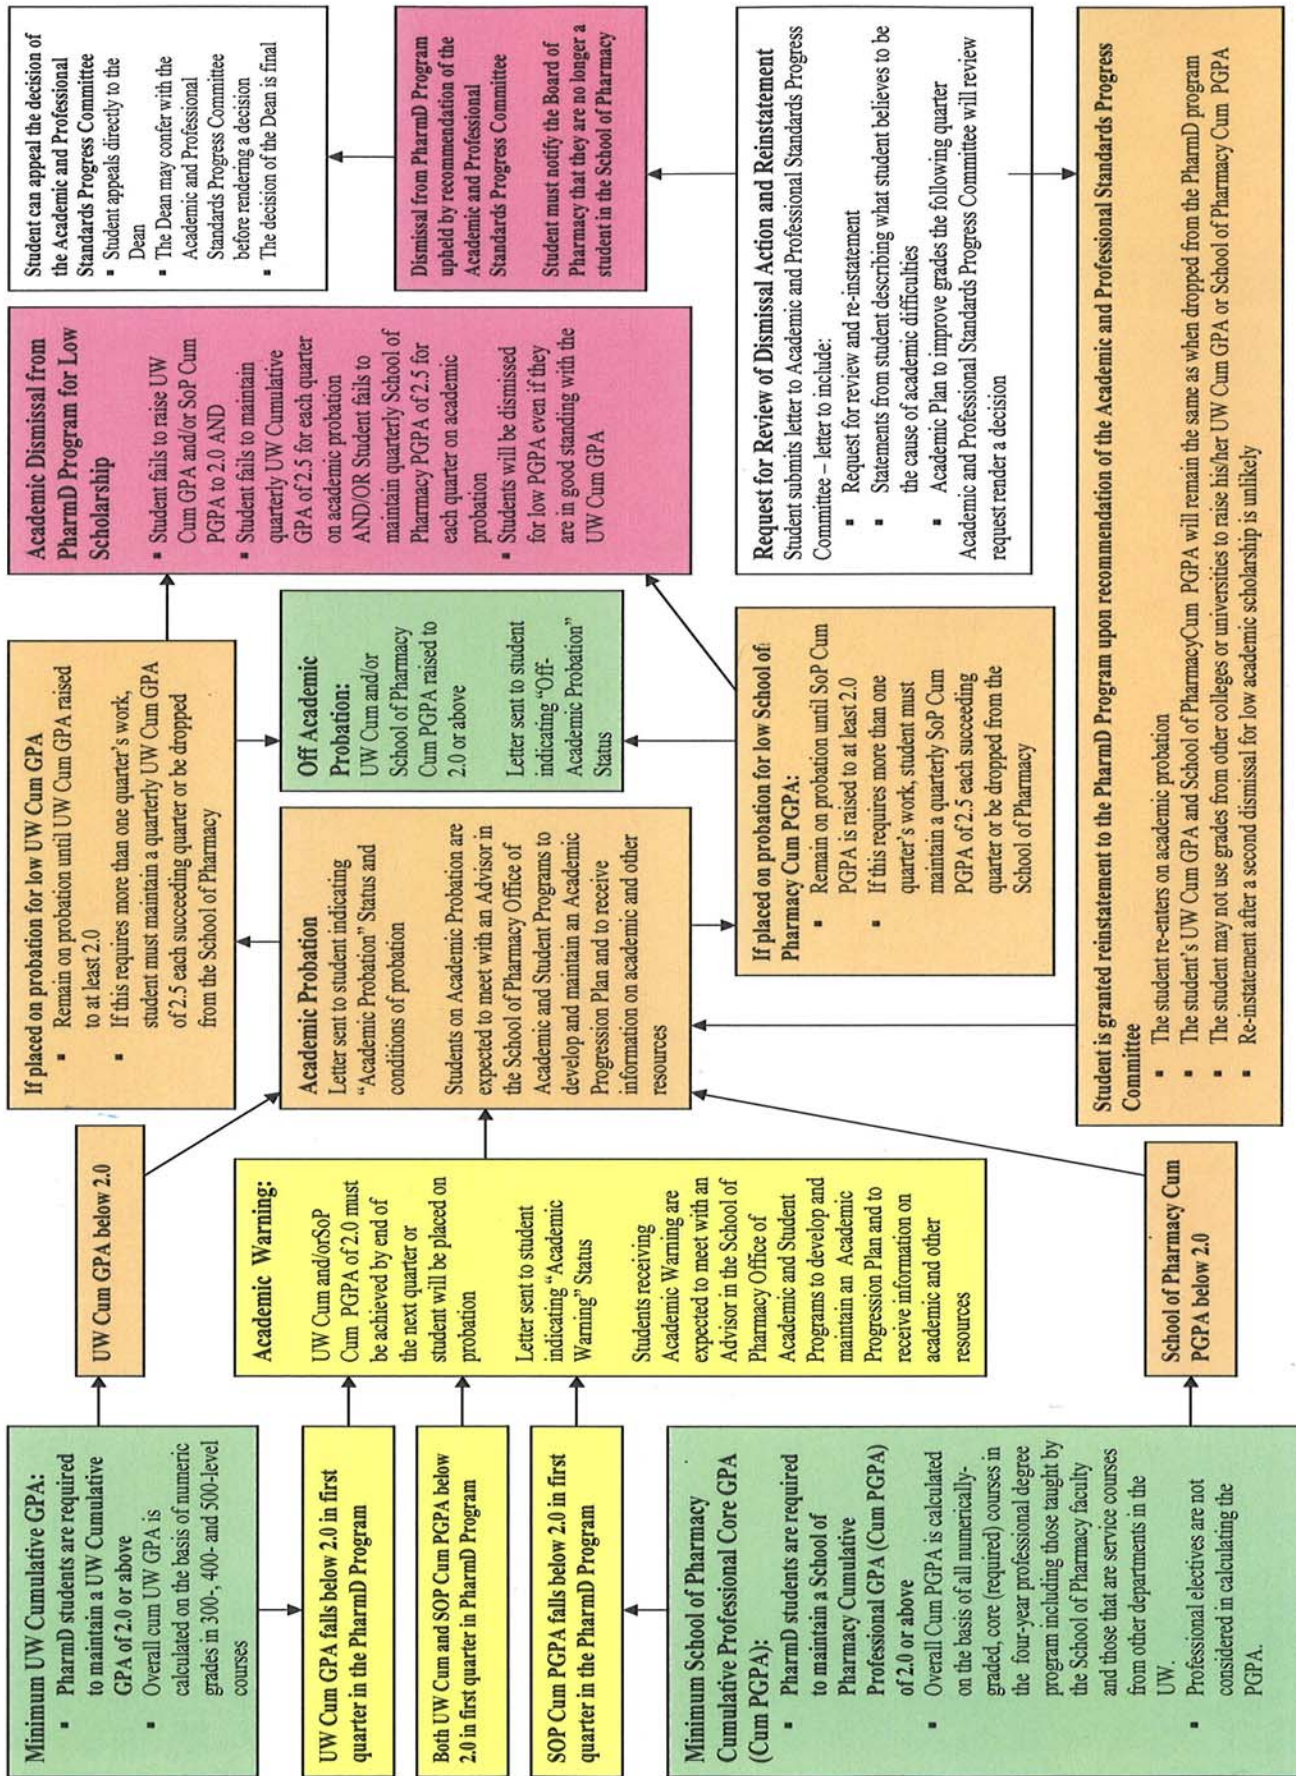 Minimum UW Cumulative GPA:
▪ PharmD students are required
to maintain a UW Cumulative
GPA of 2.0 or above
▪ Overall cum UW GPA is
calculated on the basis of numeric
grades in 300-, 400- and 500-level
courses
UW Cum GPA falls below 2.0 in first
quarter in the PharmD Program
Both UW Cum and SOP Cum PGPA below
2.0 in first quarter in PharmD Program
SOP Cum PGPA falls below 2.0 in first
quarter in the PharmD Program
Minimum School of Pharmacy
Cumulative Professional Core GPA
(Cum PGPA):
▪ PharmD students are required
to maintain a School of
Pharmacy Cumulative
Professional GPA (Cum PGPA)
of 2.0 or above
▪ Overall Cum PGPA is calculated
on the basis of all numerically-
graded, core (required) courses in
the four-year professional degree
program including those taught by
the School of Pharmacy faculty
and those that are service courses
from other departments in the
UW.
▪ Professional electives are not
considered in calculating the
PGPA.
UW Cum GPA below 2.0
Academic Warning:
UW Cum and/orSoP
Cum PGPA of 2.0 must
be achieved by end of
the next quarter or
student will be placed on
probation
Letter sent to student
indicating “Academic
Warning” Status
Students receiving
Academic Warning are
expected to meet with an
Advisor in the School of
Pharmacy Office of
Academic and Student
Programs to develop and
maintain an Academic
Progression Plan and to
receive information on
academic and other
resources
School of Pharmacy Cum
PGPA below 2.0
If placed on probation for low UW Cum GPA
▪ Remain on probation until UW Cum GPA raised
to at least 2.0
▪ If this requires more than one quarter’s work,
student must maintain a quarterly UW Cum GPA
of 2.5 each succeeding quarter or be dropped
from the School of Pharmacy
Academic Probation
Letter sent to student indicating
“Academic Probation” Status and
conditions of probation
Students on Academic Probation are
expected to meet with an Advisor in
the School of Pharmacy Office of
Academic and Student Programs to
develop and maintain an Academic
Progression Plan and to receive
information on academic and other
resources
Off Academic
Probation:
UW Cum and/or
School of Pharmacy
Cum PGPA raised to
2.0 or above
Letter sent to student
indicating “Off-
Academic Probation”
Status
If placed on probation for low School of
Pharmacy Cum PGPA:
▪ Remain on probation until SoP Cum
PGPA is raised to at least 2.0
▪ If this requires more than one
quarter’s work, student must
maintain a quarterly SoP Cum
PGPA of 2.5 each succeeding
quarter or be dropped from the
School of Pharmacy
Academic Dismissal from
PharmD Program for Low
Scholarship
▪ Student fails to raise UW
Cum GPA and/or SoP Cum
PGPA to 2.0 AND
▪ Student fails to maintain
quarterly UW Cumulative
GPA of 2.5 for each quarter
on academic probation
AND/OR Student fails to
maintain quarterly School of
Pharmacy PGPA of 2.5 for
each quarter on academic
probation
▪ Students will be dismissed
for low PGPA even if they
are in good standing with the
UW Cum GPA
Student can appeal the decision of
the Academic and Professional
Standards Progress Committee
▪ Student appeals directly to the
Dean
▪ The Dean may confer with the
Academic and Professional
Standards Progress Committee
before rendering a decision
▪ The decision of the Dean is final
Dismissal from PharmD Program
upheld by recommendation of the
Academic and Professional
Standards Progress Committee
Student must notify the Board of
Pharmacy that they are no longer a
student in the School of Pharmacy
Request for Review of Dismissal Action and Reinstatement
Student submits letter to Academic and Professional Standards Progress
Committee – letter to include:
▪ Request for review and re-instatement
▪ Statements from student describing what student believes to be
the cause of academic difficulties
▪ Academic Plan to improve grades the following quarter
Academic and Professional Standards Progress Committee will review
request render a decision
Student is granted reinstatement to the PharmD Program upon recommendation of the Academic and Professional Standards Progress
Committee
▪ The student re-enters on academic probation
▪ The student’s UW Cum GPA and School of PharmacyCum PGPA will remain the same as when dropped from the PharmD program
▪ The student may not use grades from other colleges or universities to raise his/her UW Cum GPA or School of Pharmacy Cum PGPA
▪ Re-instatement after a second dismissal for low academic scholarship is unlikely